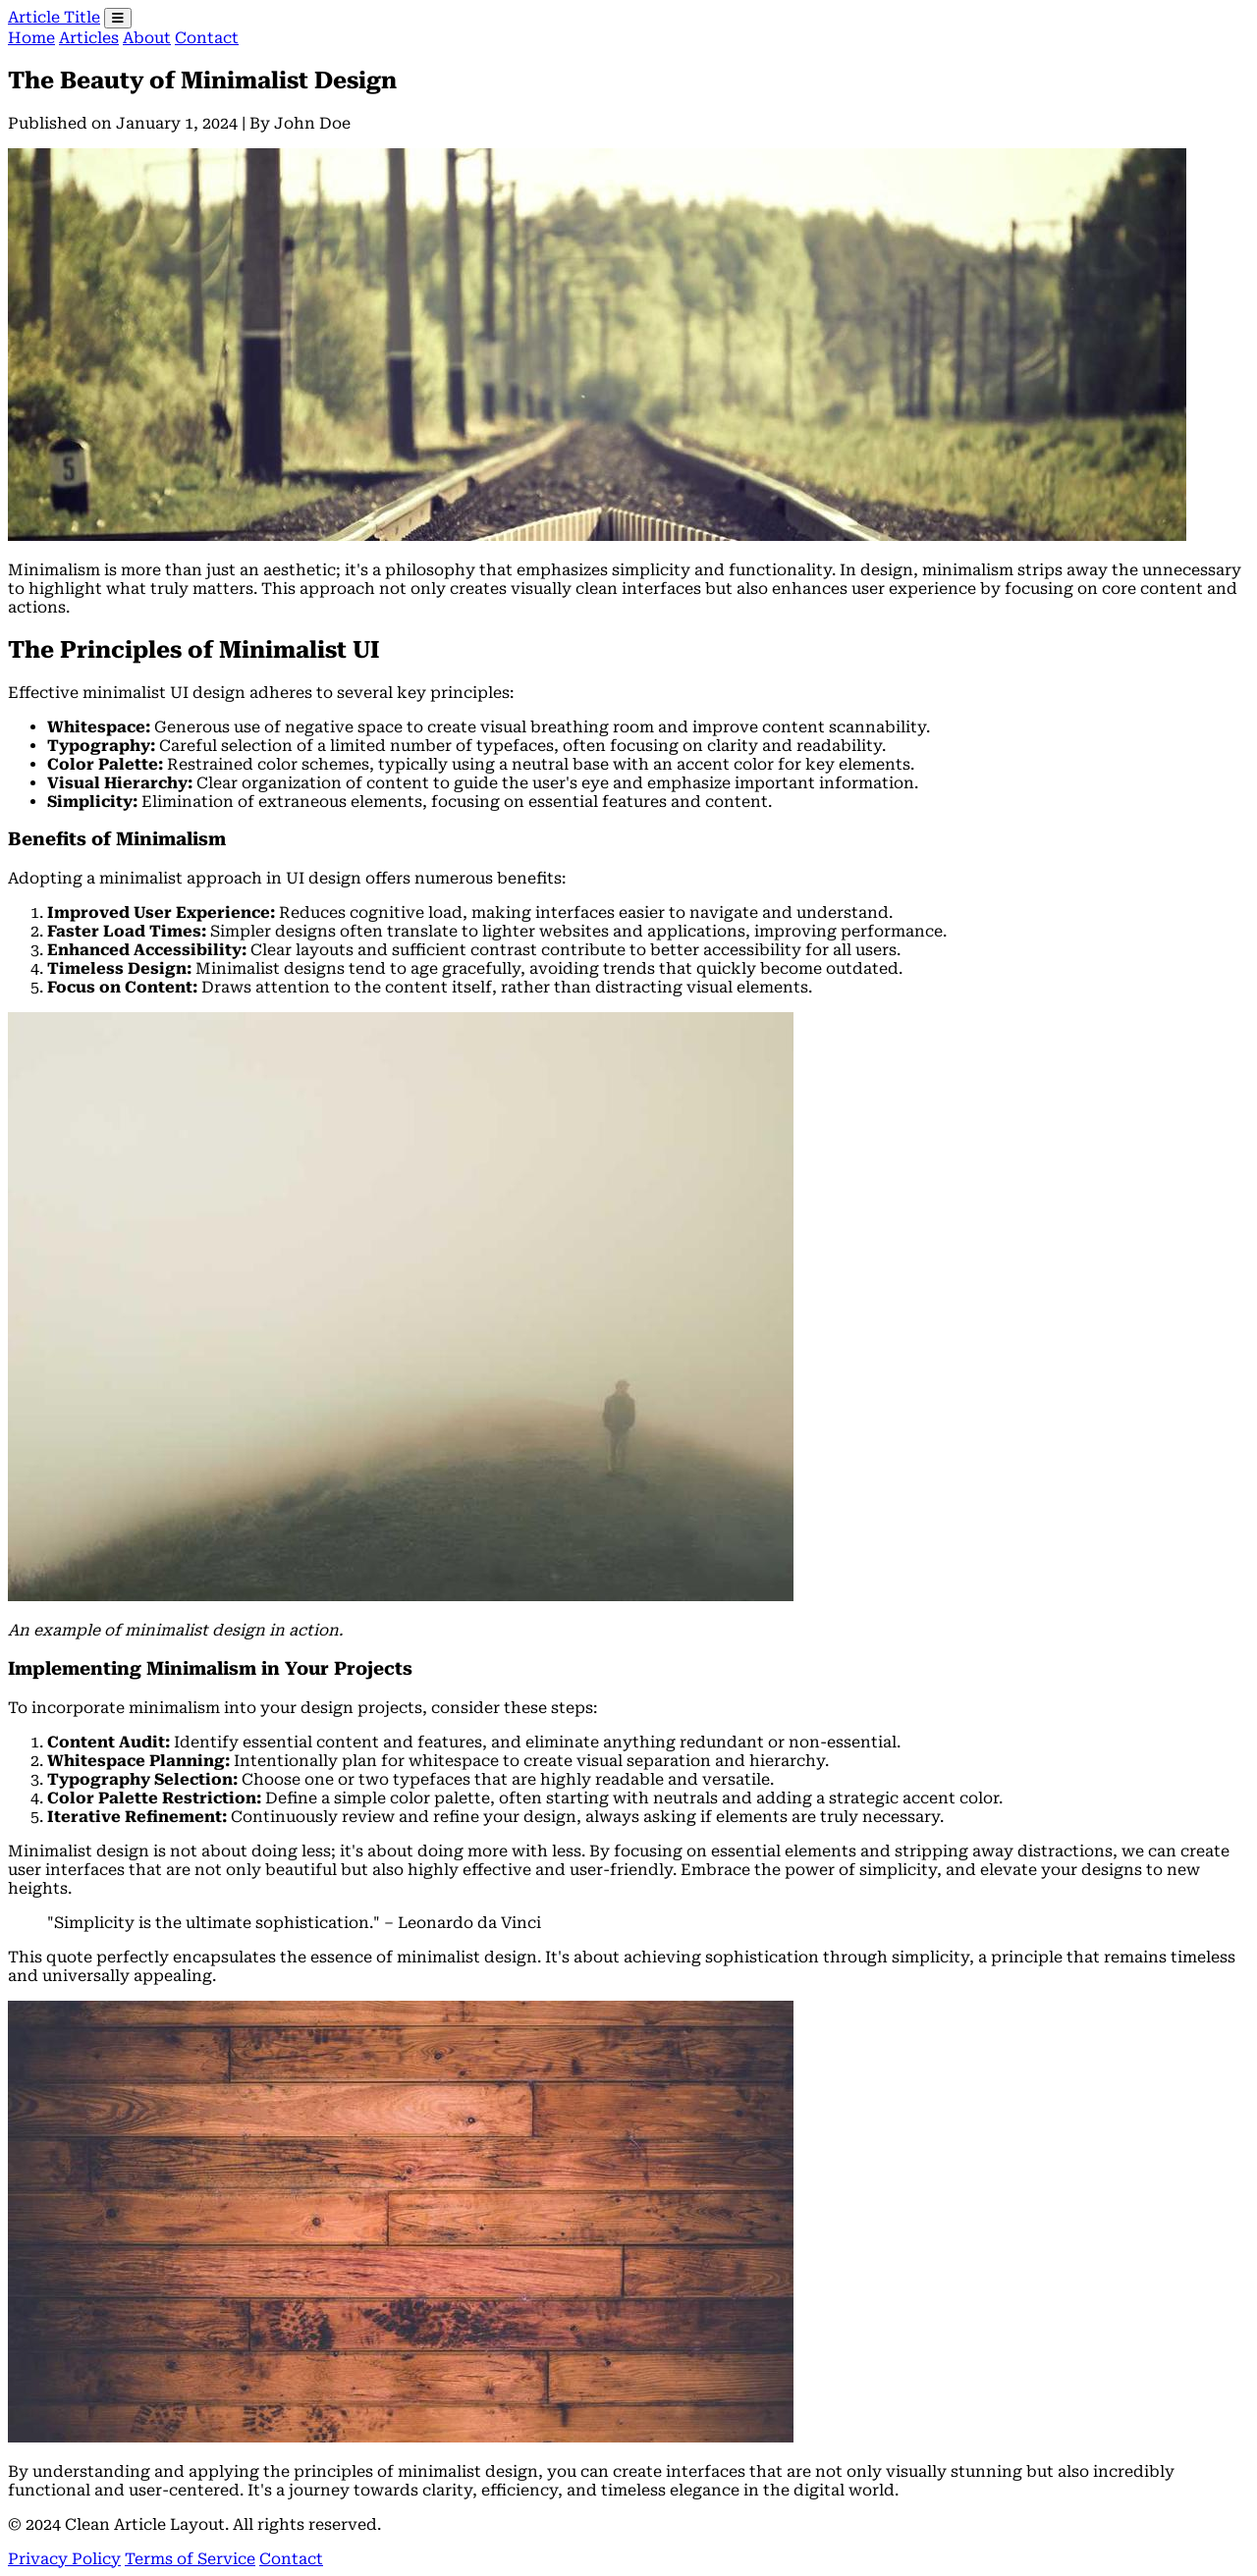 Article Title ☰
Home Articles About Contact
The Beauty of Minimalist Design
Published on January 1, 2024 | By John Doe
5
Minimalism is more than just an aesthetic; it's a philosophy that emphasizes simplicity and functionality. In design, minimalism strips away the unnecessary
to highlight what truly matters. This approach not only creates visually clean interfaces but also enhances user experience by focusing on core content and
actions.
The Principles of Minimalist UI
Effective minimalist UI design adheres to several key principles:
• Whitespace: Generous use of negative space to create visual breathing room and improve content scannability.
• Typography: Careful selection of a limited number of typefaces, often focusing on clarity and readability.
• Color Palette: Restrained color schemes, typically using a neutral base with an accent color for key elements.
• Visual Hierarchy: Clear organization of content to guide the user's eye and emphasize important information.
• Simplicity: Elimination of extraneous elements, focusing on essential features and content.
Benefits of Minimalism
Adopting a minimalist approach in UI design offers numerous benefits:
1. Improved User Experience: Reduces cognitive load, making interfaces easier to navigate and understand.
2. Faster Load Times: Simpler designs often translate to lighter websites and applications, improving performance.
3. Enhanced Accessibility: Clear layouts and sufficient contrast contribute to better accessibility for all users.
4. Timeless Design: Minimalist designs tend to age gracefully, avoiding trends that quickly become outdated.
5. Focus on Content: Draws attention to the content itself, rather than distracting visual elements.
An example of minimalist design in action.
Implementing Minimalism in Your Projects
To incorporate minimalism into your design projects, consider these steps:
1. Content Audit: Identify essential content and features, and eliminate anything redundant or non-essential.
2. Whitespace Planning: Intentionally plan for whitespace to create visual separation and hierarchy.
3. Typography Selection: Choose one or two typefaces that are highly readable and versatile.
4. Color Palette Restriction: Define a simple color palette, often starting with neutrals and adding a strategic accent color.
5. Iterative Refinement: Continuously review and refine your design, always asking if elements are truly necessary.
Minimalist design is not about doing less; it's about doing more with less. By focusing on essential elements and stripping away distractions, we can create
user interfaces that are not only beautiful but also highly effective and user-friendly. Embrace the power of simplicity, and elevate your designs to new
heights.
"Simplicity is the ultimate sophistication." – Leonardo da Vinci
This quote perfectly encapsulates the essence of minimalist design. It's about achieving sophistication through simplicity, a principle that remains timeless
and universally appealing.
By understanding and applying the principles of minimalist design, you can create interfaces that are not only visually stunning but also incredibly
functional and user-centered. It's a journey towards clarity, efficiency, and timeless elegance in the digital world.
© 2024 Clean Article Layout. All rights reserved.
Privacy Policy Terms of Service Contact